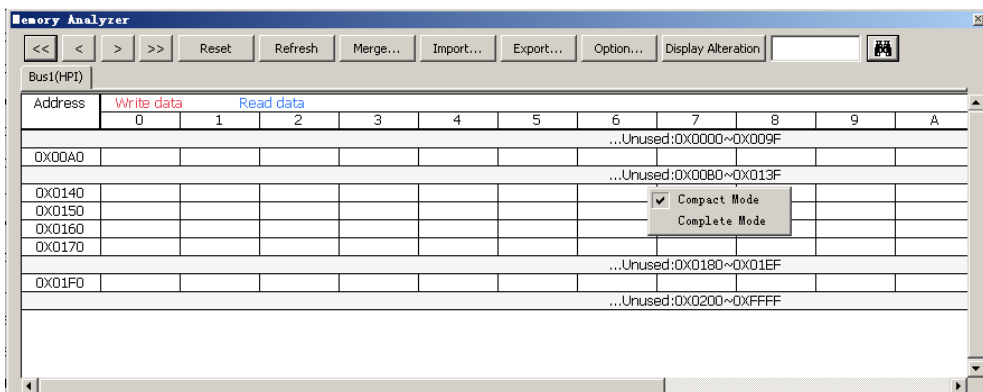 Memory Analyzer
<< < > >> Reset Refresh Merge... Import... Export... Option... Display Alteration
Bus1(HPI)
Address Write data Read data
0 1 2 3 4 5 6 7 8 9 A
...Unused:0X0000~0X009F
0X00A0
...Unused:0X00B0~0X013F
0X0140
Compact Mode
0X0150
Complete Mode
0X0160
0X0170
...Unused:0X0180~0X01EF
0X01F0
...Unused:0X0200~0XFFFF